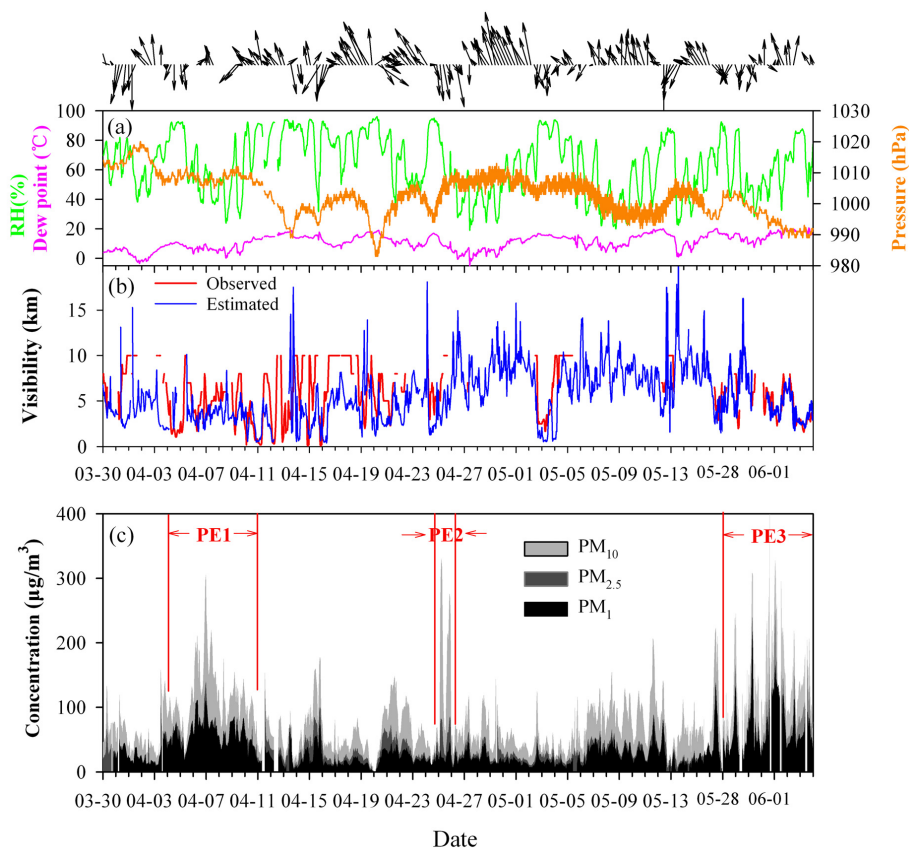 (a)
100
80
60
40
20
0
RH(%)
Dew point (℃)
1030
1020
1010
1000
990
980
Pressure (hPa)
(b)
Observed
Estimated
15
10
5
0
Visibility (km)
03-30 04-03 04-07 04-11 04-15 04-19 04-23 04-27 05-01 05-05 05-09 05-13 05-28 06-01
(c)
PE1
PE2
PE3
400
300
200
100
0
Concentration (μg/m³)
PM₁₀
PM₂.₅
PM₁
03-30 04-03 04-07 04-11 04-15 04-19 04-23 04-27 05-01 05-05 05-09 05-13 05-28 06-01
Date